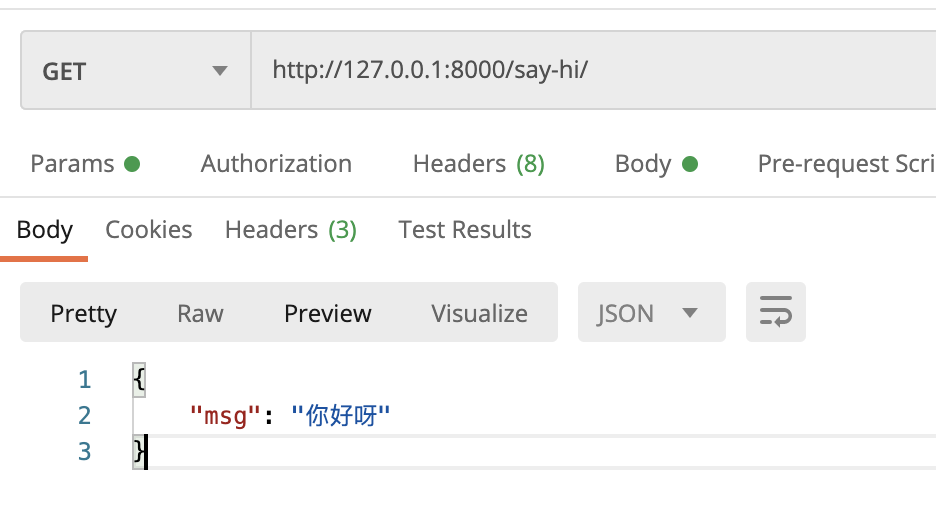 GET http://127.0.0.1:8000/say-hi/
Params Authorization Headers (8) Body Pre-request Scri
Body Cookies Headers (3) Test Results
Pretty Raw Preview Visualize JSON
1 {
2 "msg": "你好呀"
3 }